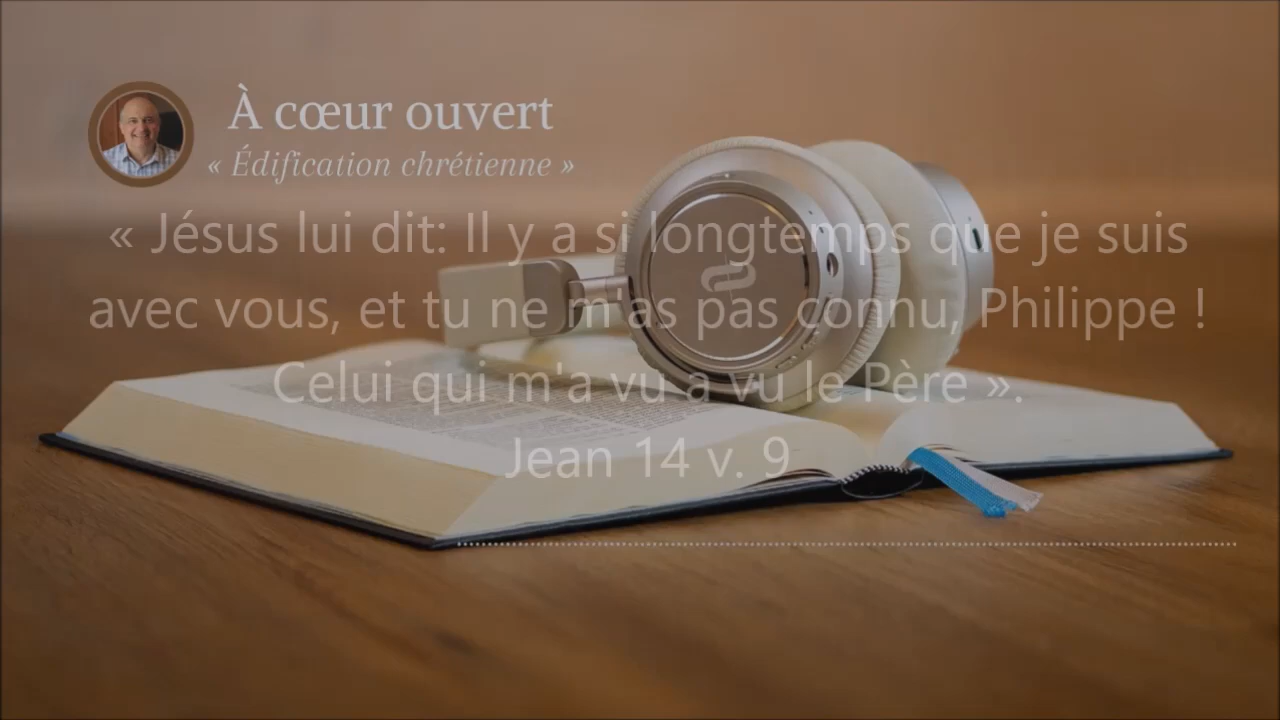 À cœur ouvert
« Édification chrétienne »
« Jésus lui dit: Il y a si longtemps que je suis
avec vous, et tu ne m'as pas connu, Philippe !
Celui qui m'a vu a vu le Père ».
Jean 14 v. 9